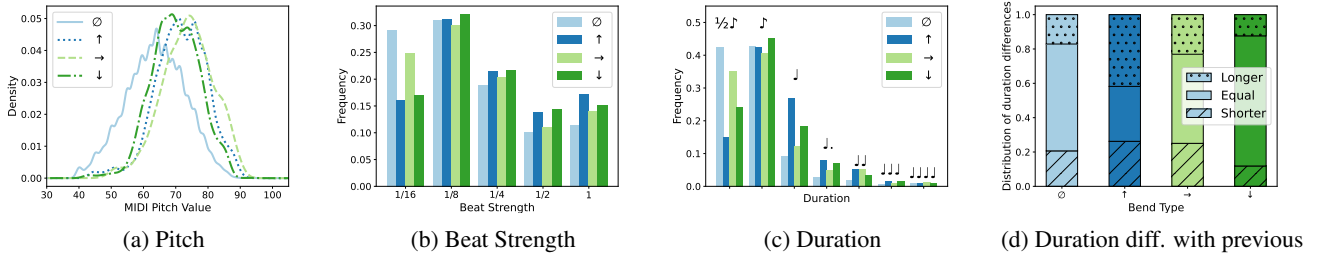 0.05
0.04
0.03
0.02
0.01
0.00
Density
30 40 50 60 70 80 90 100
MIDI Pitch Value
∅
↑
→
↓
(a) Pitch
0.30
0.25
0.20
0.15
0.10
0.05
0.00
Frequency
1/16 1/8 1/4 1/2 1
Beat Strength
∅
↑
→
↓
(b) Beat Strength
0.5
0.4
0.3
0.2
0.1
0.0
Frequency
½♪ ♪ ♩ ♩. ♩♩ ♩♩♩ ♩♩♩♩
Duration
∅
↑
→
↓
(c) Duration
1.0
0.8
0.6
0.4
0.2
0.0
Distribution of duration differences
∅ ↑ → ↓
Bend Type
Longer
Equal
Shorter
(d) Duration diff. with previous